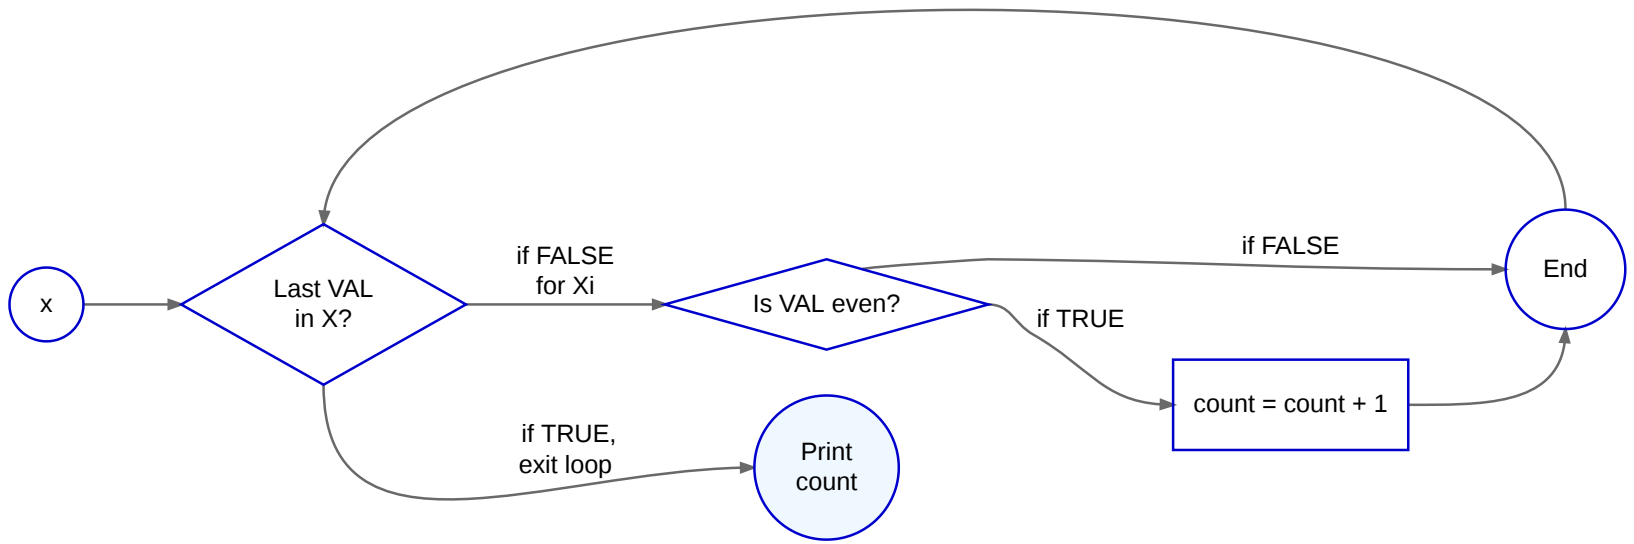 x
Last VAL
in X?
if FALSE
for Xi
Is VAL even?
if FALSE
End
if TRUE
count = count + 1
if TRUE,
exit loop
Print
count